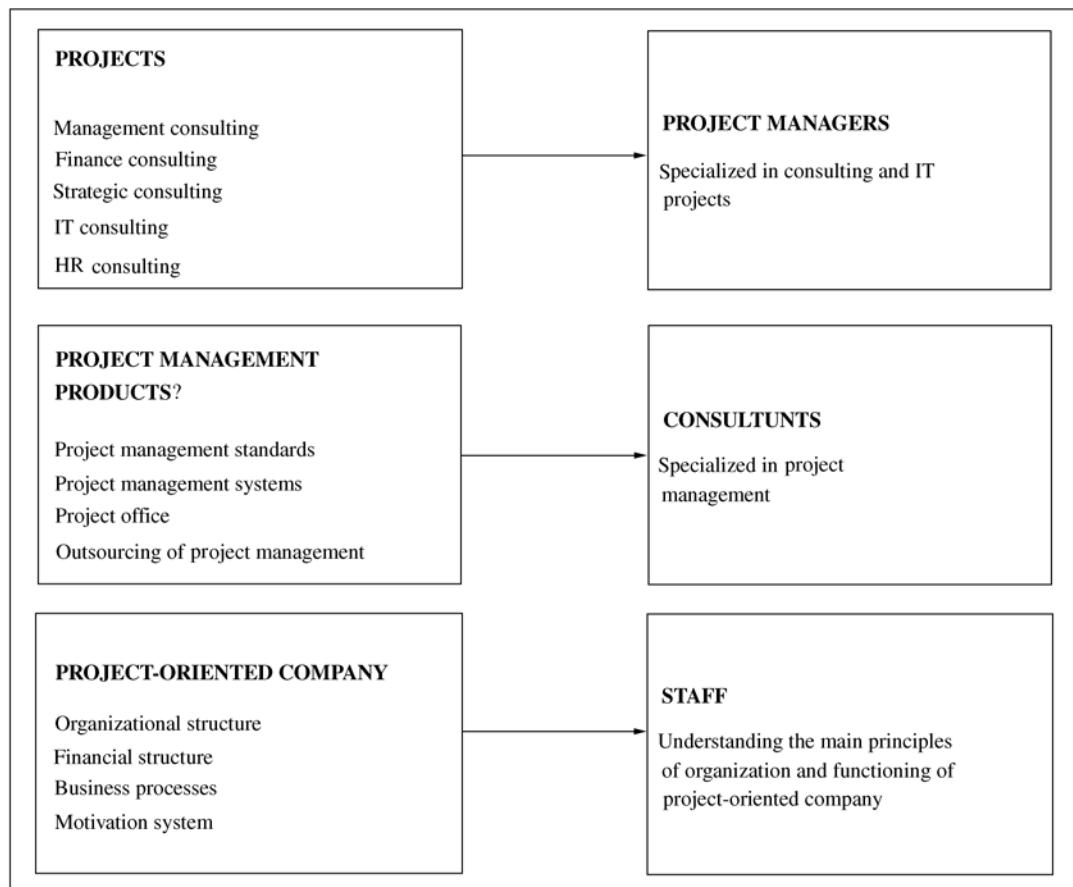 PROJECTS
Management consulting
Finance consulting
Strategic consulting
IT consulting
HR consulting
PROJECT MANAGERS
Specialized in consulting and IT
projects
PROJECT MANAGEMENT
PRODUCTS?
Project management standards
Project management systems
Project office
Outsourcing of project management
CONSULTUNTS
Specialized in project
management
PROJECT-ORIENTED COMPANY
Organizational structure
Financial structure
Business processes
Motivation system
STAFF
Understanding the main principles
of organization and functioning of
project-oriented company